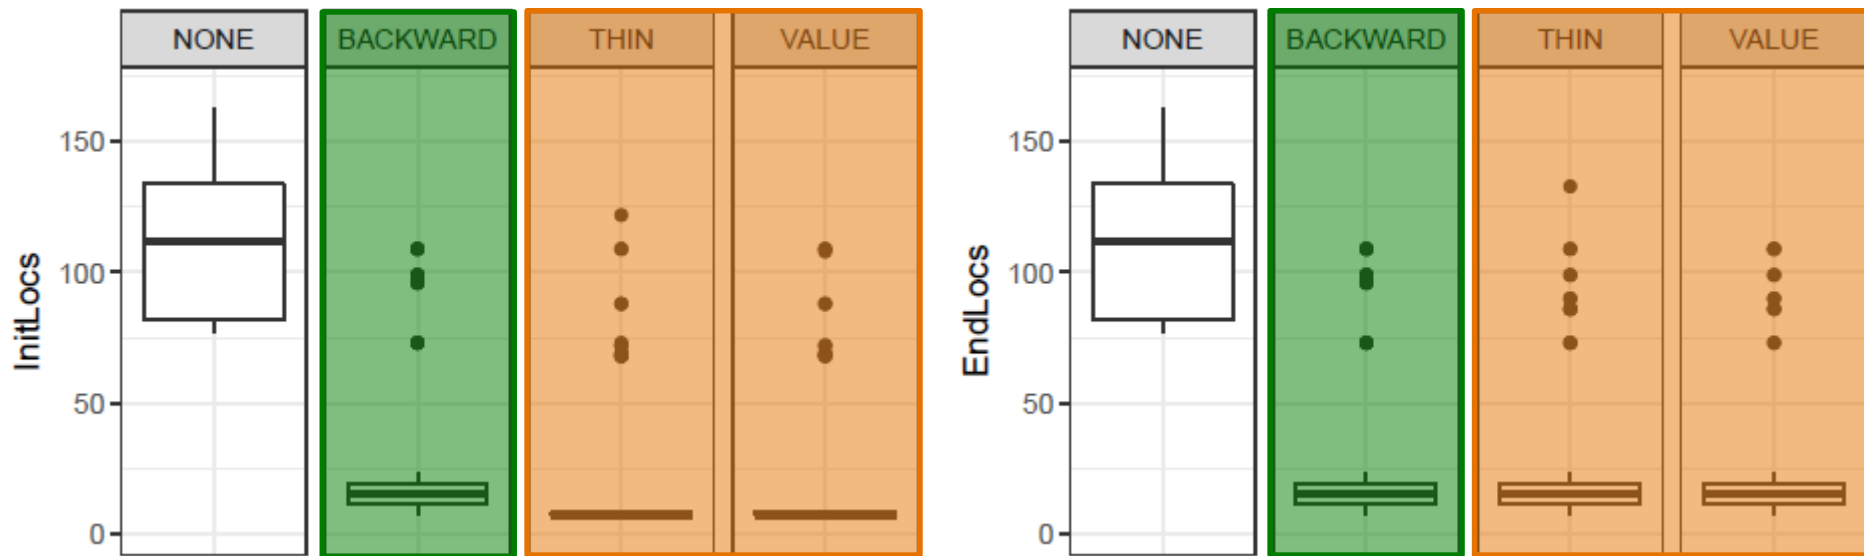 NONE BACKWARD THIN VALUE
150
100
50
0
InitLocs
NONE BACKWARD THIN VALUE
150
100
50
0
EndLocs